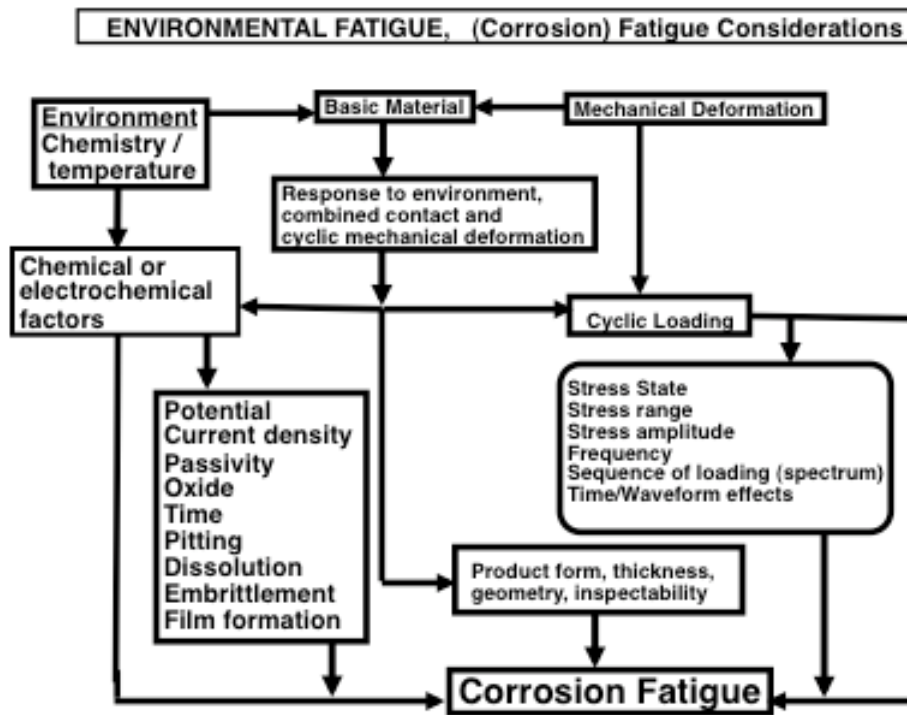 ENVIRONMENTAL FATIGUE, (Corrosion) Fatigue Considerations
Environment
Chemistry /
temperature
Basic Material
Mechanical Deformation
Response to environment,
combined contact and
cyclic mechanical deformation
Chemical or
electrochemical
factors
Cyclic Loading
Potential
Current density
Passivity
Oxide
Time
Pitting
Dissolution
Embrittlement
Film formation
Stress State
Stress range
Stress amplitude
Frequency
Sequence of loading (spectrum)
Time/Waveform effects
Product form, thickness,
geometry, inspectability
Corrosion Fatigue